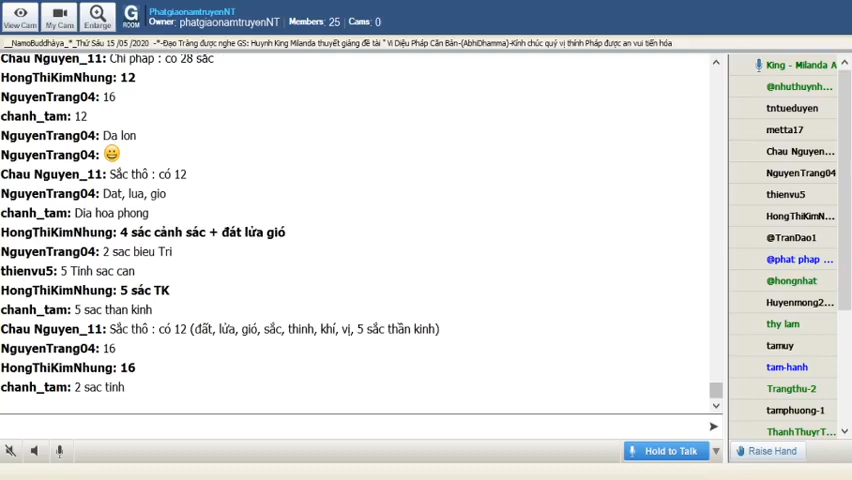 View Cam
My Cam
Enlarge
G
ROOM
PhatgiaonamtruyenNT
Owner: phatgiaonamtruyenNT
Members: 25
Cams: 0
__NamoBuddhàya_*_Thứ Sáu 15 /05 /2020 -*-Đạo Tràng được nghe GS: Huynh King Milanda thuyết giảng đề tài " Vi Diệu Pháp Căn Bản-(AbhiDhamma)-Kính chúc quý vị thính Pháp được an vui tiến hóa
Chau Nguyen_11: Chi pháp : có 28 sắc
HongThiKimNhung: 12
NguyenTrang04: 16
chanh_tam: 12
NguyenTrang04: Da lon
NguyenTrang04:
Chau Nguyen_11: Sắc thô : có 12
NguyenTrang04: Dat, lua, gio
chanh_tam: Dia hoa phong
HongThiKimNhung: 4 sác cảnh sác + đát lửa gió
NguyenTrang04: 2 sac bieu Tri
thienvu5: 5 Tinh sac can
HongThiKimNhung: 5 sác TK
chanh_tam: 5 sac than kinh
Chau Nguyen_11: Sắc thô : có 12 (đất, lửa, gió, sắc, thinh, khí, vị, 5 sắc thần kinh)
NguyenTrang04: 16
HongThiKimNhung: 16
chanh_tam: 2 sac tinh
King - Milanda A
@nhuthuynh...
tntueduyen
metta17
Chau Nguyen...
NguyenTrang04
thienvu5
HongThiKimN...
@TranDao1
@phat phap ...
@hongnhat
Huyenmong2...
thy lam
tamuy
tam-hanh
Trangthu-2
tamphuong-1
ThanhThuyrT...
Hold to Talk
Raise Hand